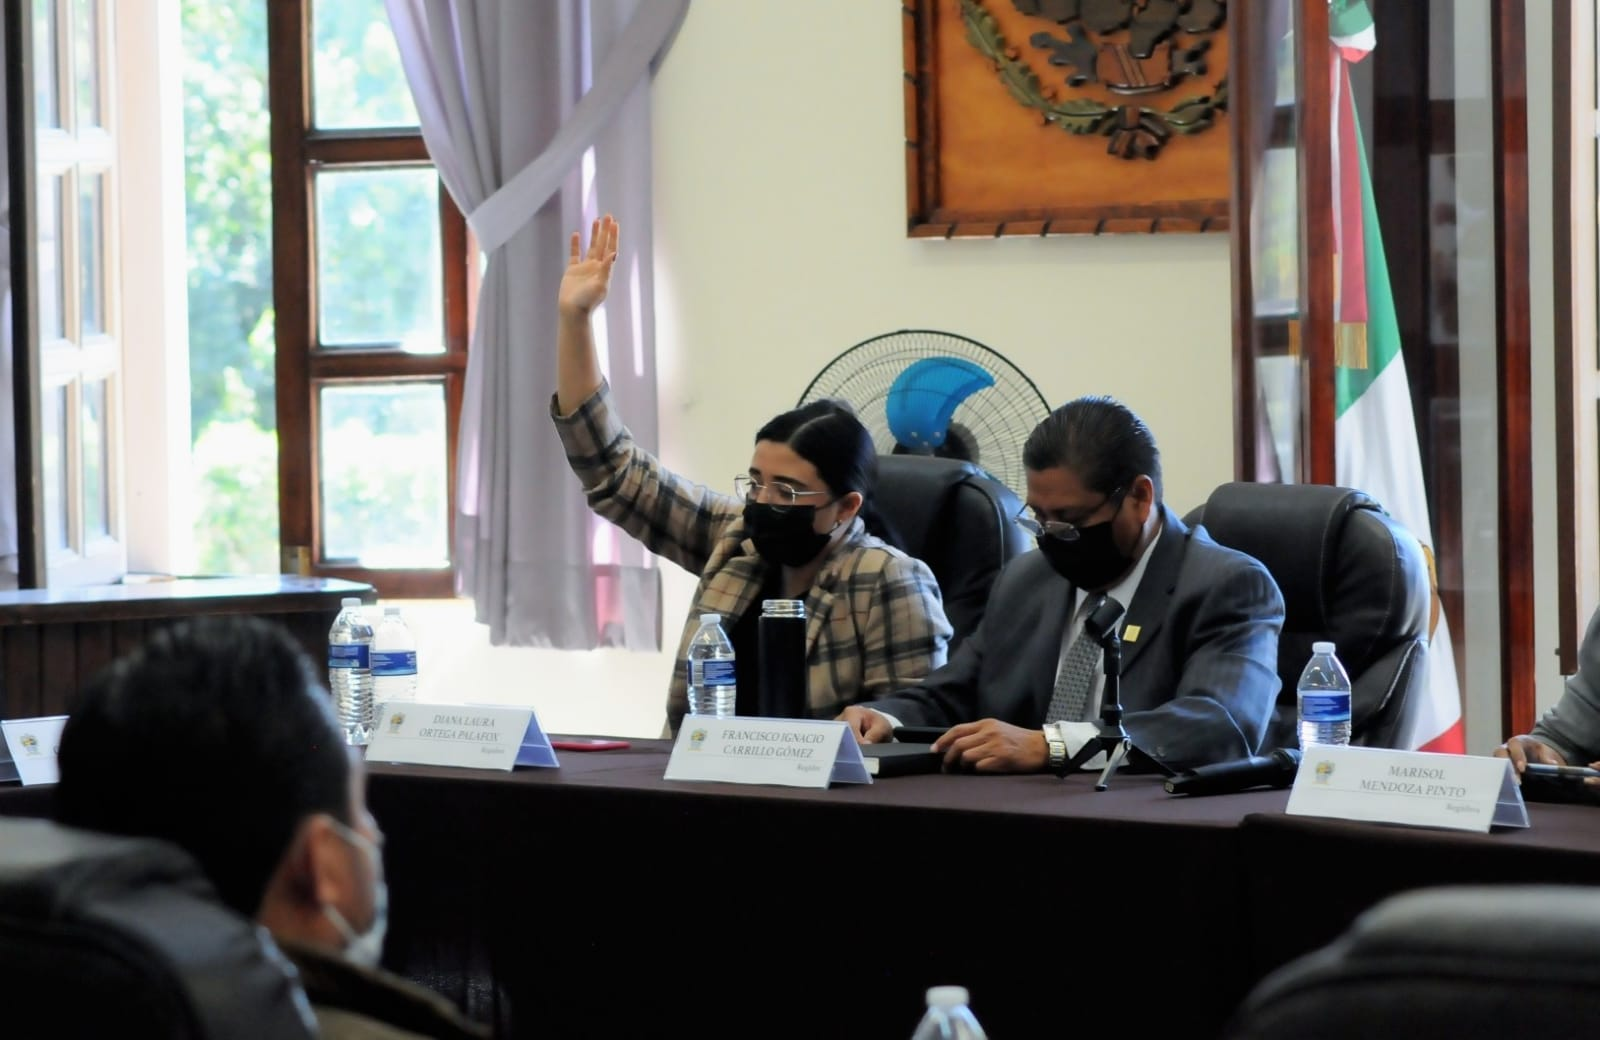 DIANA LAURA
ORTEGA PALAFOX
Regidora
FRANCISCO IGNACIO
CARRILLO GÓMEZ
Regidor
MARISOL
MENDOZA PINTO
Regidora